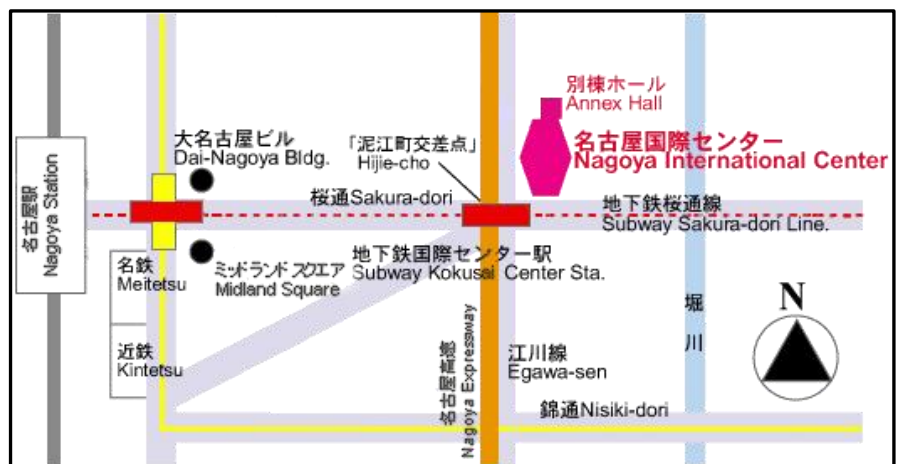 別棟ホール
Annex Hall
名古屋国際センター
Nagoya International Center
大名古屋ビル
Dai-Nagoya Bldg.
「泥江町交差点」
Hijie-cho
桜通Sakura-dori
地下鉄桜通線
Subway Sakura-dori Line.
名古屋駅
Nagoya Station
名鉄
Meitetsu
ミッドランドスクエア
Midland Square
地下鉄国際センター駅
Subway Kokusai Center Sta.
堀川
N
近鉄
Kintetsu
名古屋高速
Nagoya Expressway
江川線
Egawa-sen
錦通Nisiki-dori